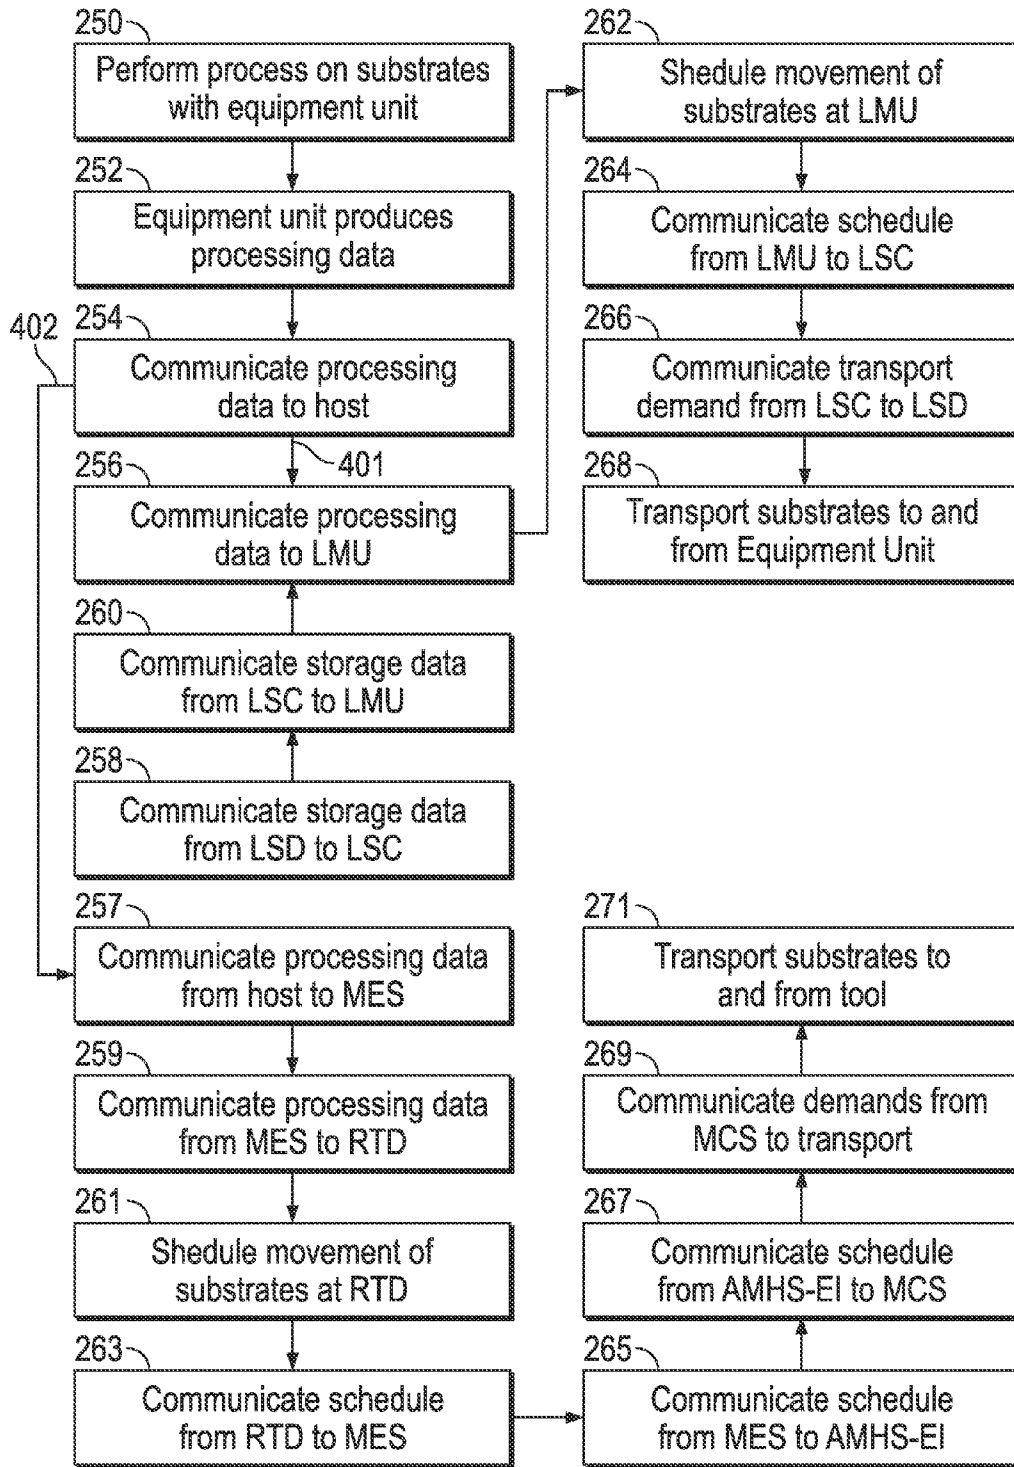 250
Perform process on substrates
with equipment unit
252
Equipment unit produces
processing data
254
402
Communicate processing
data to host
401
256
Communicate processing
data to LMU
260
Communicate storage data
from LSC to LMU
258
Communicate storage data
from LSD to LSC
257
Communicate processing data
from host to MES
259
Communicate processing data
from MES to RTD
261
Shedule movement of
substrates at RTD
263
Communicate schedule
from RTD to MES
262
Shedule movement of
substrates at LMU
264
Communicate schedule
from LMU to LSC
266
Communicate transport
demand from LSC to LSD
268
Transport substrates to and
from Equipment Unit
271
Transport substrates to
and from tool
269
Communicate demands from
MCS to transport
267
Communicate schedule
from AMHS-EI to MCS
265
Communicate schedule
from MES to AMHS-EI